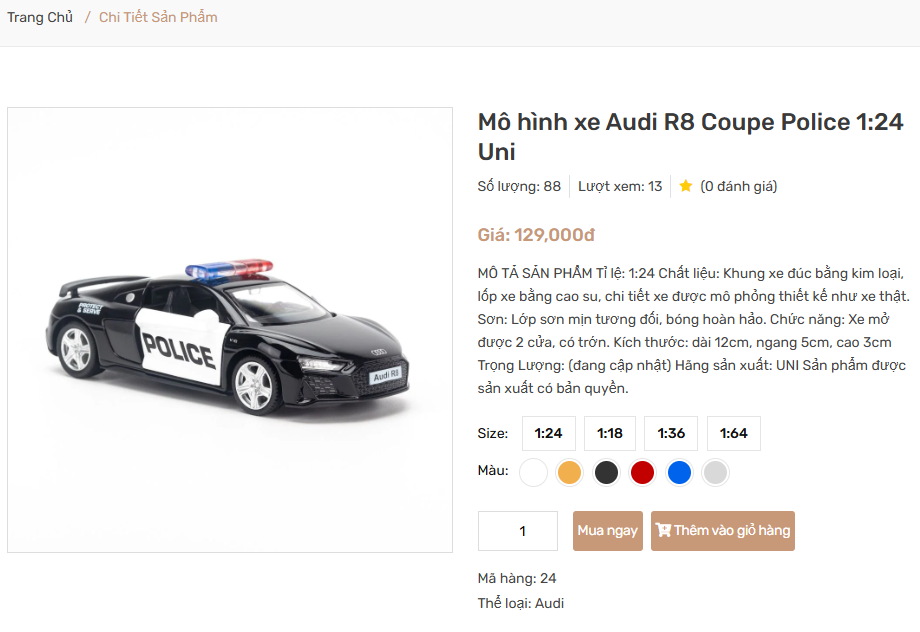 Trang Chủ / Chi Tiết Sản Phẩm
Mô hình xe Audi R8 Coupe Police 1:24
Uni
Số lượng: 88 Lượt xem: 13 (0 đánh giá)
Giá: 129,000đ
MÔ TẢ SẢN PHẨM Tỉ lệ: 1:24 Chất liệu: Khung xe đúc bằng kim loại,
lốp xe bằng cao su, chi tiết xe được mô phỏng thiết kế như xe thật.
Sơn: Lớp sơn mịn tương đối, bóng hoàn hảo. Chức năng: Xe mở
được 2 cửa, có trớn. Kích thước: dài 12cm, ngang 5cm, cao 3cm
Trọng Lượng: (đang cập nhật) Hãng sản xuất: UNI Sản phẩm được
sản xuất có bản quyền.
Size: 1:24 1:18 1:36 1:64
Màu:
1 Mua ngay Thêm vào giỏ hàng
Mã hàng: 24
Thể loại: Audi
PROTECT
& SERVE
POLICE
Audi R8